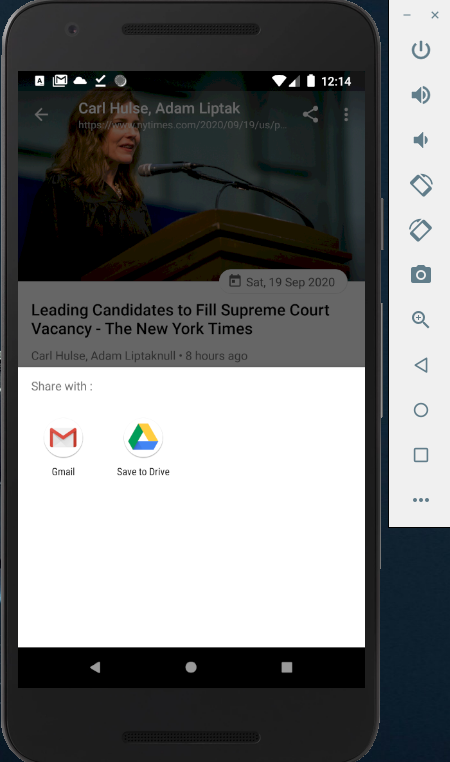 12:14
Carl Hulse, Adam Liptak
https://www.nytimes.com/2020/09/19/us/p...
Sat, 19 Sep 2020
Leading Candidates to Fill Supreme Court
Vacancy - The New York Times
Carl Hulse, Adam Liptaknull • 8 hours ago
Share with :
Gmail
Save to Drive